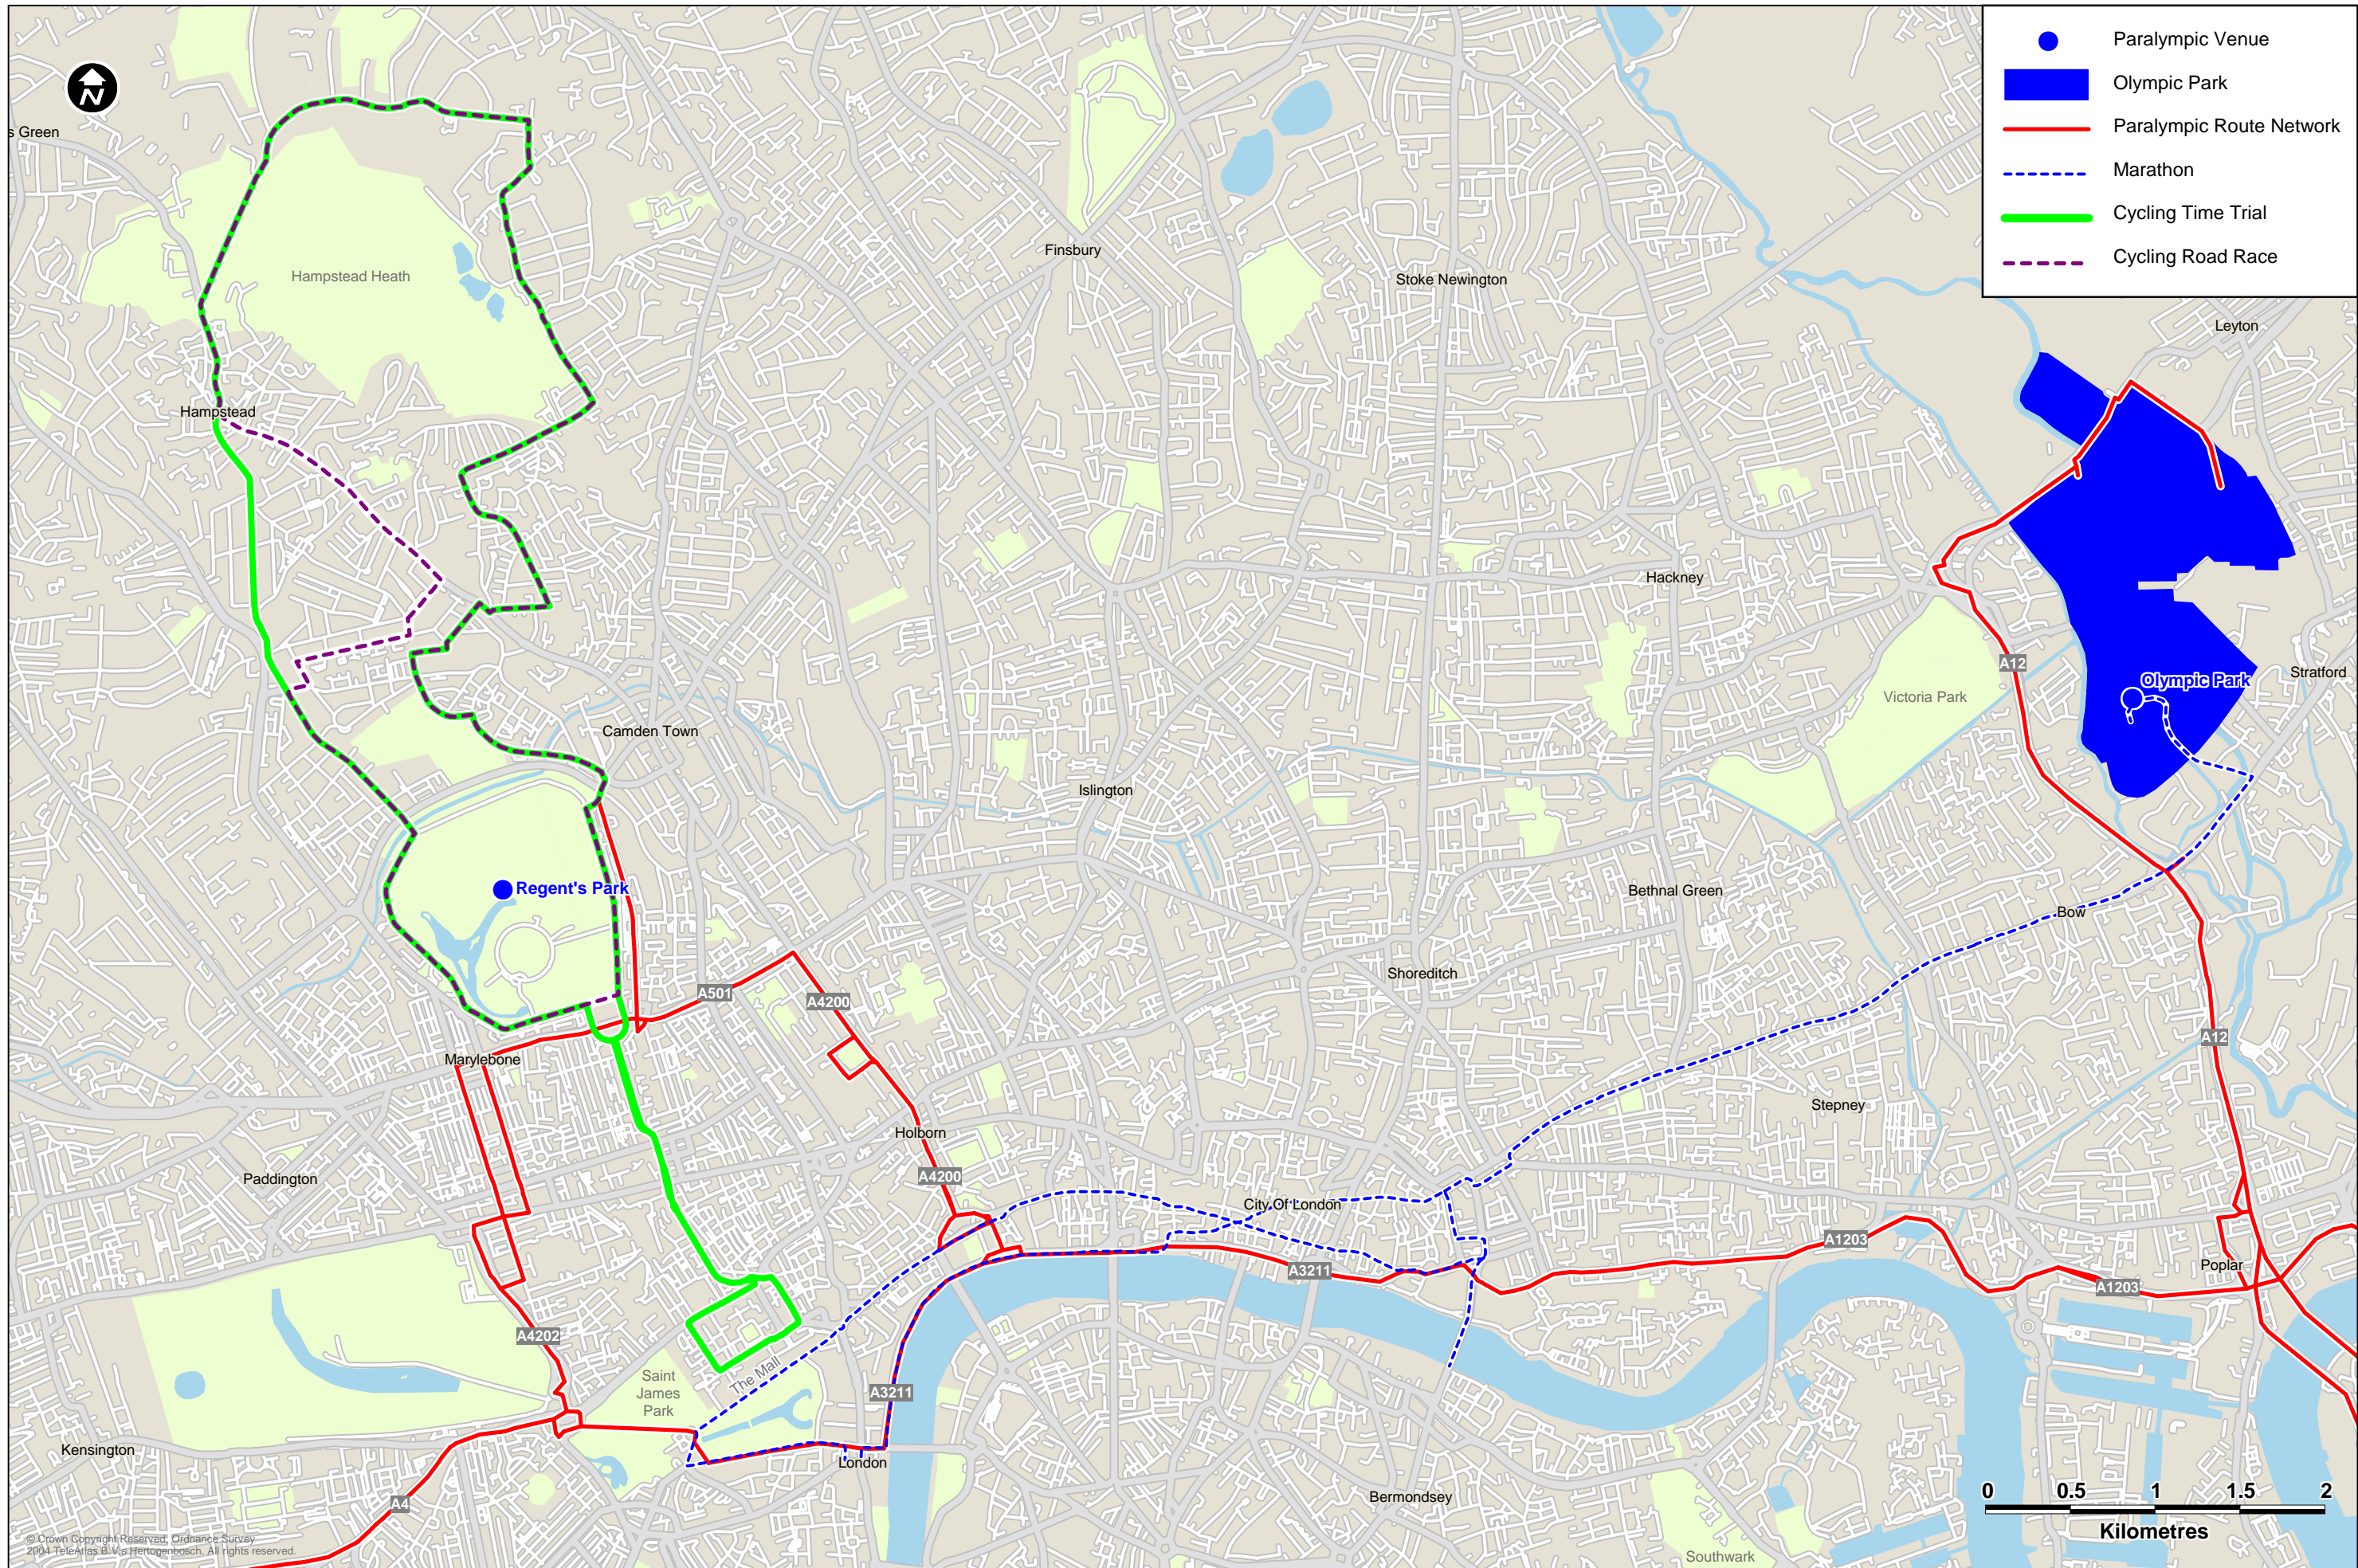 Paralympic Venue
Olympic Park
Paralympic Route Network
Marathon
Cycling Time Trial
Cycling Road Race
N
s Green
Hampstead Heath
Finsbury
Stoke Newington
Leyton
Hampstead
Hackney
A12
Olympic Park
Stratford
Victoria Park
Camden Town
Islington
Regent's Park
Bethnal Green
Bow
Shoreditch
A501
A4200
A12
Marylebone
Stepney
Holborn
A4200
Paddington
City Of London
A1203
A3211
Poplar
A1203
A4202
The Mall
Saint
James
Park
A3211
Kensington
London
Bermondsey
A4
Southwark
0 0.5 1 1.5 2
Kilometres
© Crown Copyright Reserved, Ordnance Survey
2004 TeleAtlas B.V.s Hertogenbosch. All rights reserved.